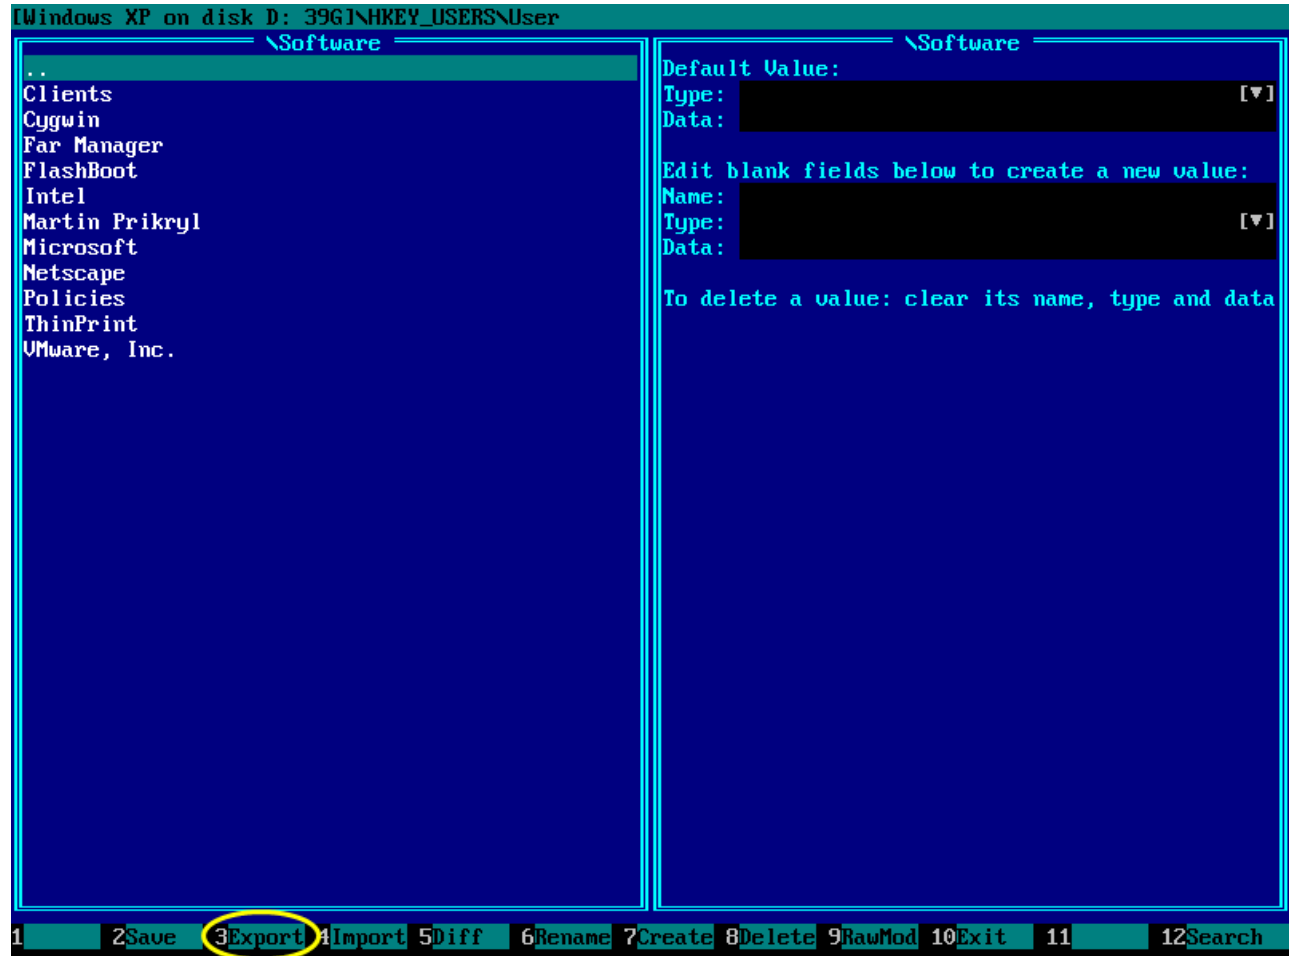 [Windows XP on disk D: 39G]\HKEY_USERS\User
\Software
..
Clients
Cygwin
Far Manager
FlashBoot
Intel
Martin Prikryl
Microsoft
Netscape
Policies
ThinPrint
VMware, Inc.
\Software
Default Value:
Type: [▼]
Data:
Edit blank fields below to create a new value:
Name:
Type: [▼]
Data:
To delete a value: clear its name, type and data
1 2Save 3Export 4Import 5Diff 6Rename 7Create 8Delete 9RawMod 10Exit 11 12Search